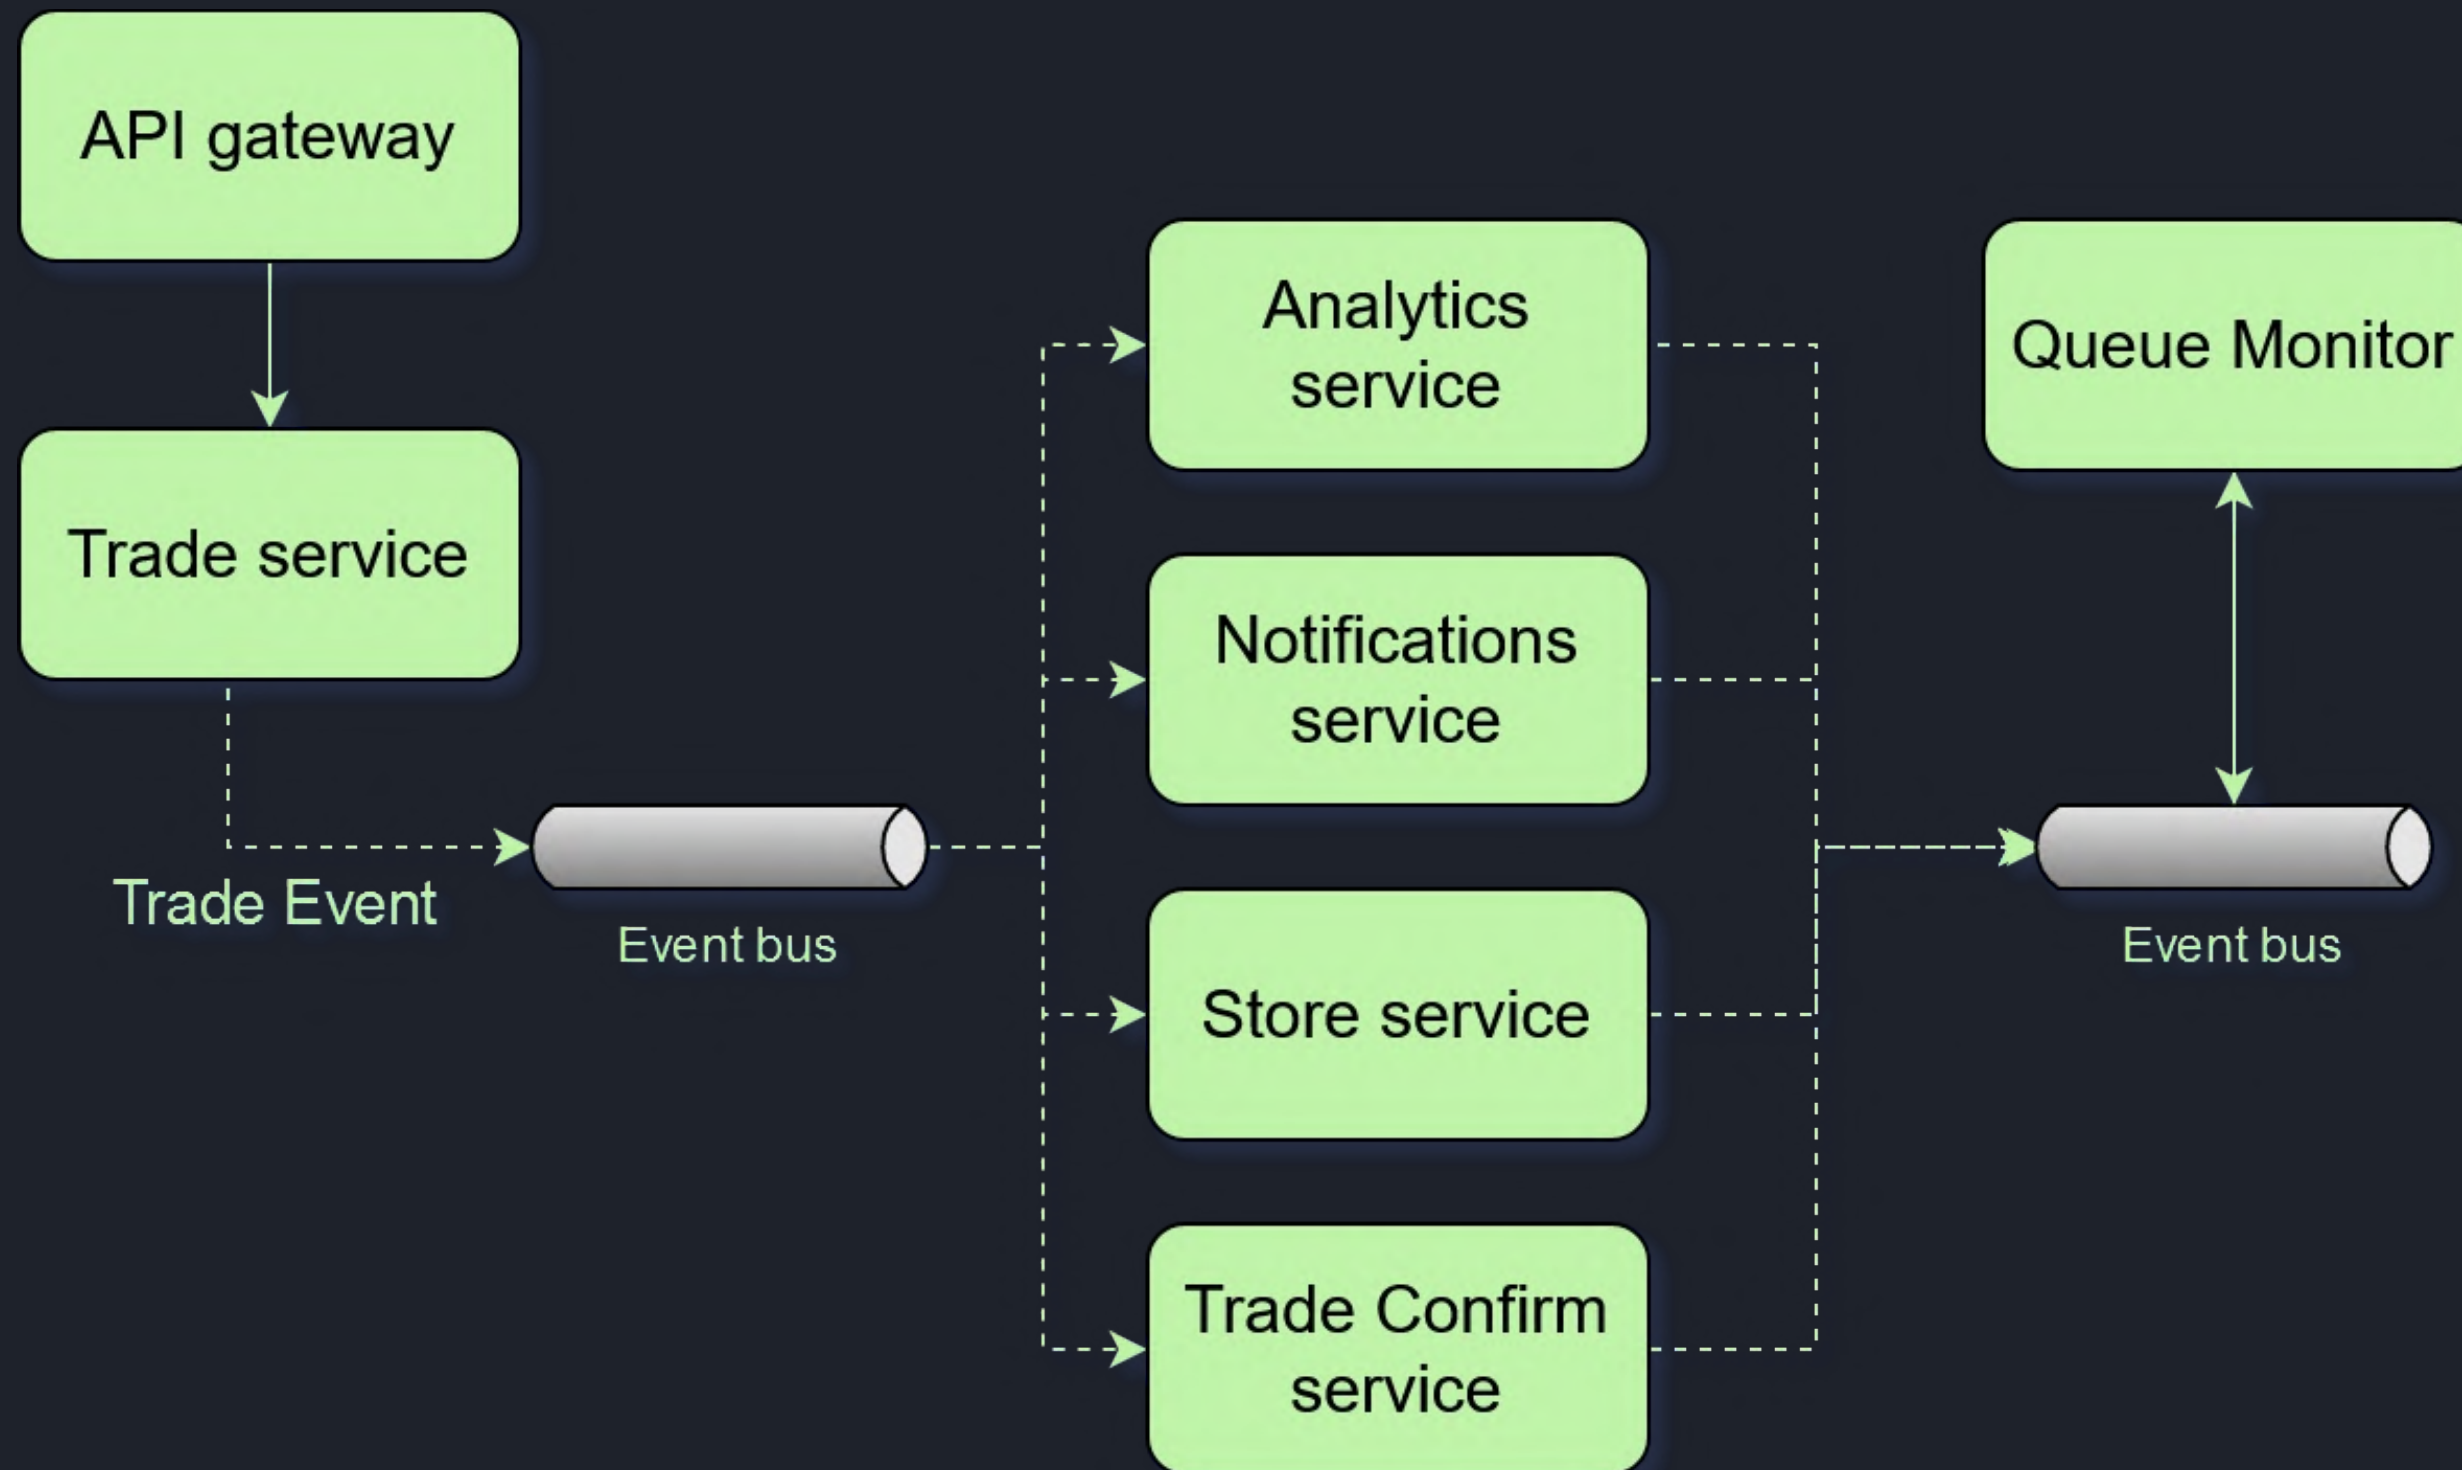 API gateway
Trade service
Trade Event
Event bus
Analytics
service
Notifications
service
Store service
Trade Confirm
service
Queue Monitor
Event bus